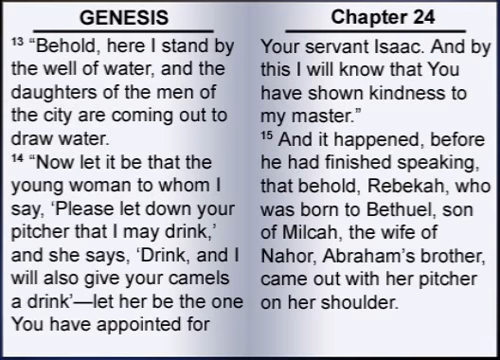 GENESIS
¹³ “Behold, here I stand by
the well of water, and the
daughters of the men of
the city are coming out to
draw water.
¹⁴ “Now let it be that the
young woman to whom I
say, ‘Please let down your
pitcher that I may drink,’
and she says, ‘Drink, and I
will also give your camels
a drink’—let her be the one
You have appointed for
Chapter 24
Your servant Isaac. And by
this I will know that You
have shown kindness to
my master.”
¹⁵ And it happened, before
he had finished speaking,
that behold, Rebekah, who
was born to Bethuel, son
of Milcah, the wife of
Nahor, Abraham’s brother,
came out with her pitcher
on her shoulder.